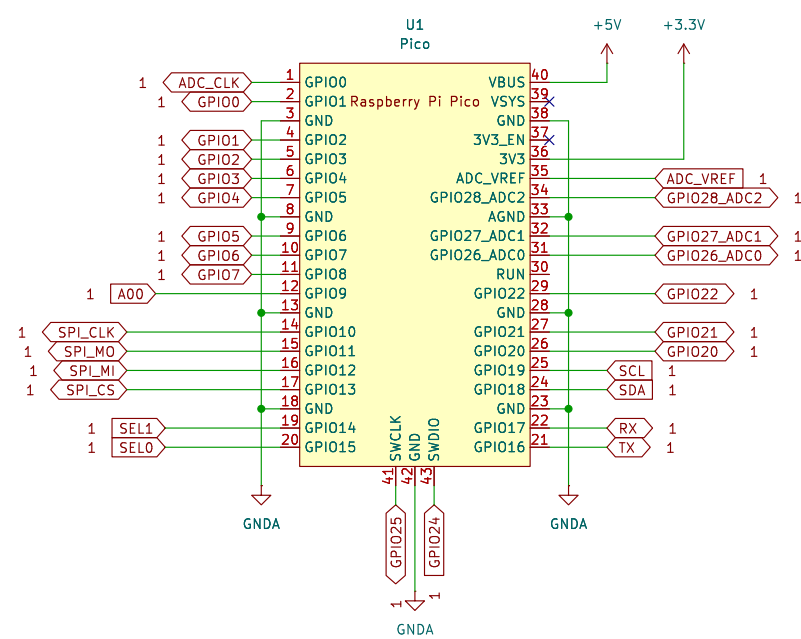 U1
Pico
+5V
+3.3V
1 ADC_CLK 1 GPIO0 VBUS 40
1 GPIO0 2 GPIO1 Raspberry Pi Pico VSYS 39
3 GND GND 38
1 GPIO1 4 GPIO2 3V3_EN 37
1 GPIO2 5 GPIO3 3V3 36
1 GPIO3 6 GPIO4 ADC_VREF 35 ADC_VREF 1
1 GPIO4 7 GPIO5 GPIO28_ADC2 34 GPIO28_ADC2 1
8 GND AGND 33
1 GPIO5 9 GPIO6 GPIO27_ADC1 32 GPIO27_ADC1 1
1 GPIO6 10 GPIO7 GPIO26_ADC0 31 GPIO26_ADC0 1
1 GPIO7 11 GPIO8 RUN 30
1 A00 12 GPIO9 GPIO22 29 GPIO22 1
13 GND GND 28
1 SPI_CLK 14 GPIO10 GPIO21 27 GPIO21 1
1 SPI_MO 15 GPIO11 GPIO20 26 GPIO20 1
1 SPI_MI 16 GPIO12 GPIO19 25 SCL 1
1 SPI_CS 17 GPIO13 GPIO18 24 SDA 1
18 GND GND 23
1 SEL1 19 GPIO14 GPIO17 22 RX 1
1 SEL0 20 GPIO15 GPIO16 21 TX 1
SWCLK GND SWDIO
41 42 43
GNDA GNDA
GPIO25 GPIO24
1 1
GNDA